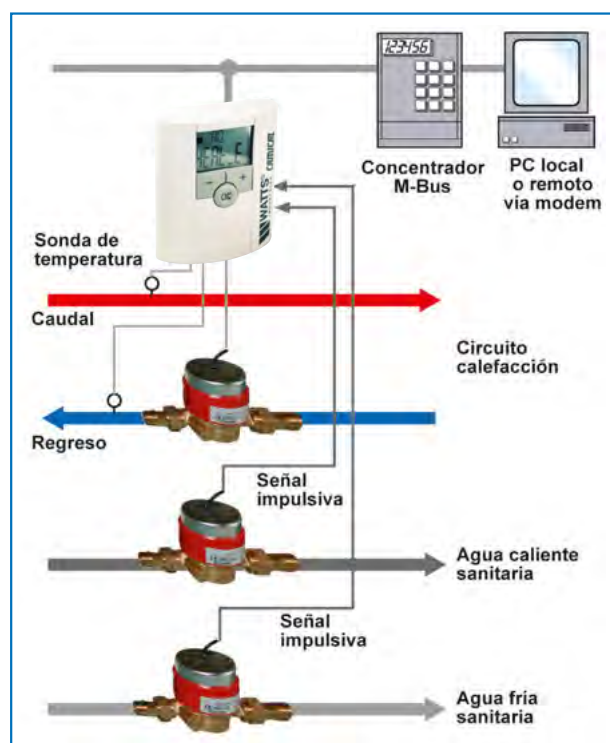 123456
Concentrador
M-Bus
PC local
o remoto
vía modem
WATTS
Sonda de
temperatura
Caudal
Circuito
calefacción
Regreso
Señal
impulsiva
Agua caliente
sanitaria
Señal
impulsiva
Agua fría
sanitaria